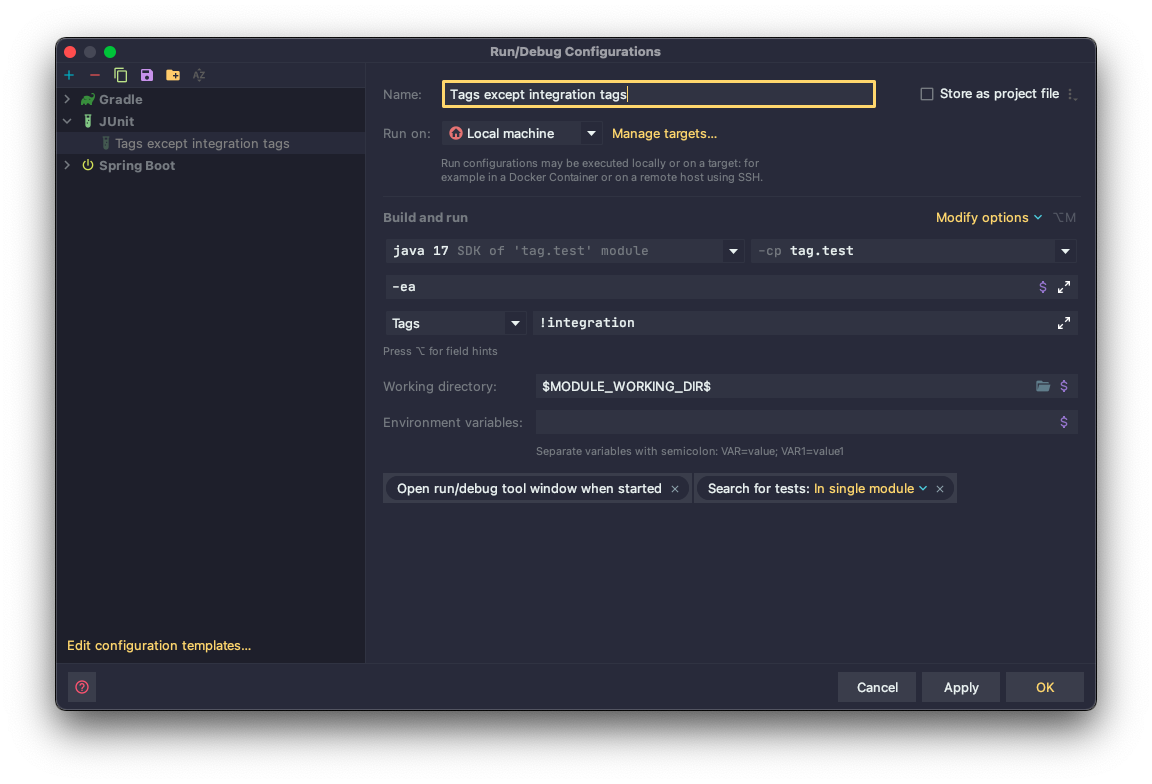 Run/Debug Configurations
Gradle
JUnit
Tags except integration tags
Spring Boot
Edit configuration templates...
Name: Tags except integration tags Store as project file
Run on: Local machine Manage targets...
Run configurations may be executed locally or on a target: for
example in a Docker Container or on a remote host using SSH.
Build and run Modify options ⌥M
java 17 SDK of 'tag.test' module -cp tag.test
-ea $
Tags !integration
Press ⌥ for field hints
Working directory: $MODULE_WORKING_DIR$ $
Environment variables: $
Separate variables with semicolon: VAR=value; VAR1=value1
Open run/debug tool window when started × Search for tests: In single module ×
? Cancel Apply OK